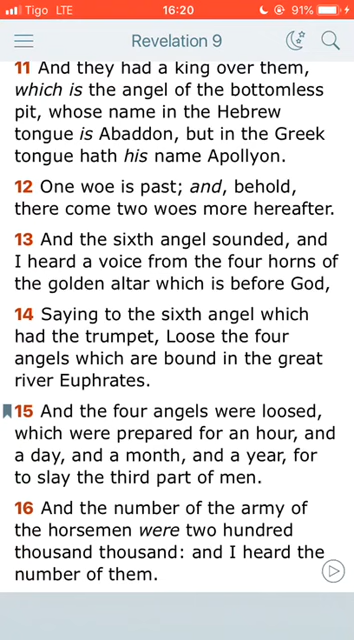 Tigo LTE 16:20 91%
Revelation 9
11 And they had a king over them,
which is the angel of the bottomless
pit, whose name in the Hebrew
tongue is Abaddon, but in the Greek
tongue hath his name Apollyon.
12 One woe is past; and, behold,
there come two woes more hereafter.
13 And the sixth angel sounded, and
I heard a voice from the four horns of
the golden altar which is before God,
14 Saying to the sixth angel which
had the trumpet, Loose the four
angels which are bound in the great
river Euphrates.
15 And the four angels were loosed,
which were prepared for an hour, and
a day, and a month, and a year, for
to slay the third part of men.
16 And the number of the army of
the horsemen were two hundred
thousand thousand: and I heard the
number of them.